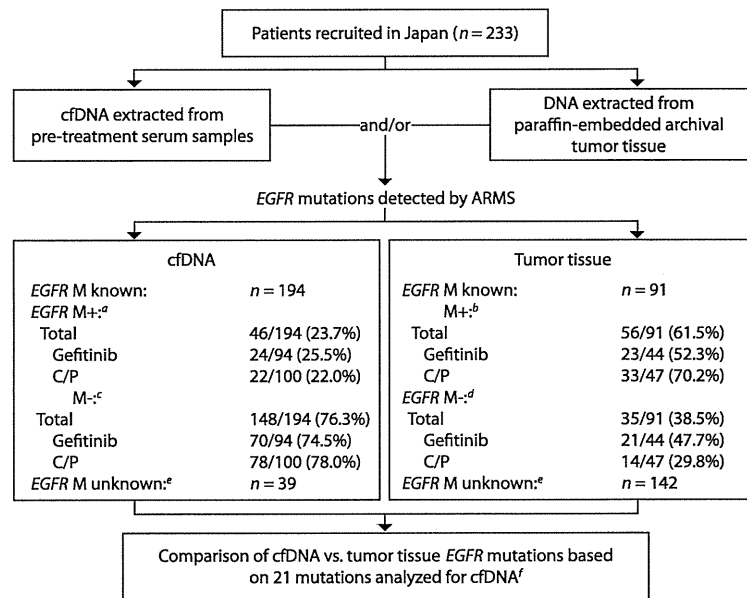 Patients recruited in Japan (n = 233)
cfDNA extracted from
pre-treatment serum samples
and/or
DNA extracted from
paraffin-embedded archival
tumor tissue
EGFR mutations detected by ARMS
cfDNA
EGFR M known: n = 194
EGFR M+:a
Total 46/194 (23.7%)
Gefitinib 24/94 (25.5%)
C/P 22/100 (22.0%)
M-:c
Total 148/194 (76.3%)
Gefitinib 70/94 (74.5%)
C/P 78/100 (78.0%)
EGFR M unknown:e n = 39
Tumor tissue
EGFR M known: n = 91
M+:b
Total 56/91 (61.5%)
Gefitinib 23/44 (52.3%)
C/P 33/47 (70.2%)
EGFR M-:d
Total 35/91 (38.5%)
Gefitinib 21/44 (47.7%)
C/P 14/47 (29.8%)
EGFR M unknown:e n = 142
Comparison of cfDNA vs. tumor tissue EGFR mutations based
on 21 mutations analyzed for cfDNAf